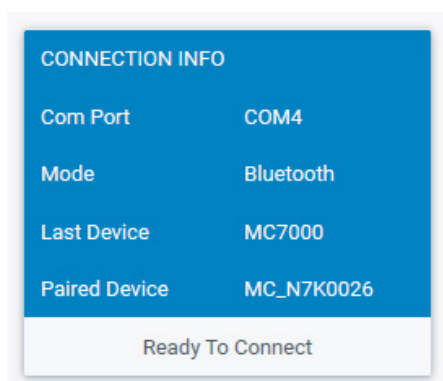 CONNECTION INFO
Com Port COM4
Mode Bluetooth
Last Device MC7000
Paired Device MC_N7K0026
Ready To Connect